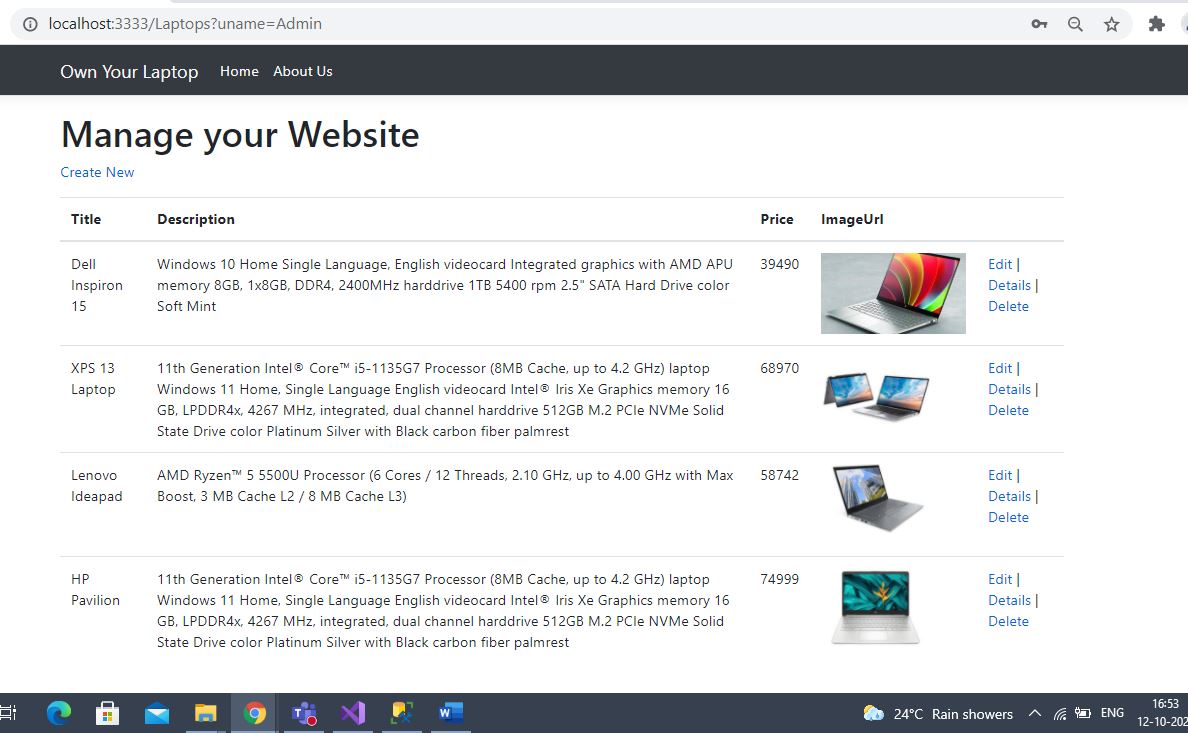 localhost:3333/Laptops?uname=Admin
Own Your Laptop Home About Us
Manage your Website
Create New
Title Description Price ImageUrl
Dell Windows 10 Home Single Language, English videocard Integrated graphics with AMD APU 39490 Edit |
Inspiron memory 8GB, 1x8GB, DDR4, 2400MHz harddrive 1TB 5400 rpm 2.5" SATA Hard Drive color Details |
15 Soft Mint Delete
XPS 13 11th Generation Intel® Core™ i5-1135G7 Processor (8MB Cache, up to 4.2 GHz) laptop 68970 Edit |
Laptop Windows 11 Home, Single Language English videocard Intel® Iris Xe Graphics memory 16 Details |
GB, LPDDR4x, 4267 MHz, integrated, dual channel harddrive 512GB M.2 PCIe NVMe Solid Delete
State Drive color Platinum Silver with Black carbon fiber palmrest
Lenovo AMD Ryzen™ 5 5500U Processor (6 Cores / 12 Threads, 2.10 GHz, up to 4.00 GHz with Max 58742 Edit |
Ideapad Boost, 3 MB Cache L2 / 8 MB Cache L3) Details |
Delete
HP 11th Generation Intel® Core™ i5-1135G7 Processor (8MB Cache, up to 4.2 GHz) laptop 74999 Edit |
Pavilion Windows 11 Home, Single Language English videocard Intel® Iris Xe Graphics memory 16 Details |
GB, LPDDR4x, 4267 MHz, integrated, dual channel harddrive 512GB M.2 PCIe NVMe Solid Delete
State Drive color Platinum Silver with Black carbon fiber palmrest
24°C Rain showers ENG 16:53
12-10-202